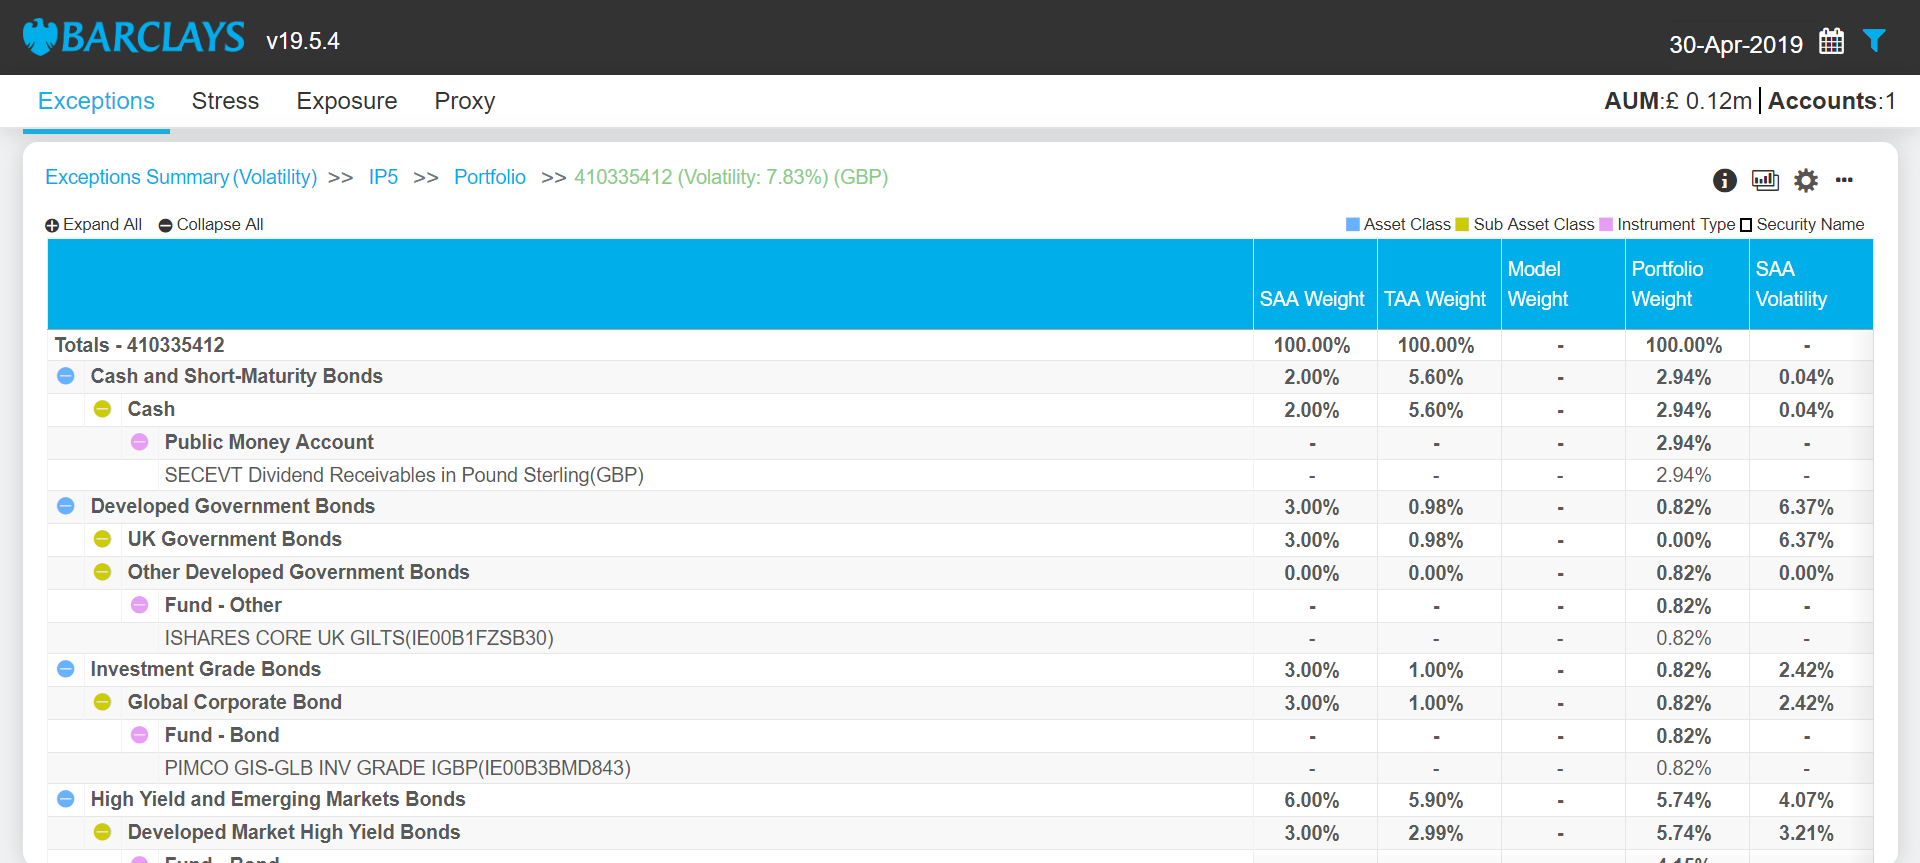 BARCLAYS v19.5.4 30-Apr-2019
Exceptions Stress Exposure Proxy AUM:£ 0.12m Accounts:1
Exceptions Summary (Volatility) >> IP5 >> Portfolio >> 410335412 (Volatility: 7.83%) (GBP)
Expand All Collapse All Asset Class Sub Asset Class Instrument Type Security Name
SAA Weight TAA Weight Model Weight Portfolio Weight SAA Volatility
Totals - 410335412 100.00% 100.00% - 100.00% -
Cash and Short-Maturity Bonds 2.00% 5.60% - 2.94% 0.04%
Cash 2.00% 5.60% - 2.94% 0.04%
Public Money Account - - - 2.94% -
SECEVT Dividend Receivables in Pound Sterling(GBP) - - - 2.94% -
Developed Government Bonds 3.00% 0.98% - 0.82% 6.37%
UK Government Bonds 3.00% 0.98% - 0.00% 6.37%
Other Developed Government Bonds 0.00% 0.00% - 0.82% 0.00%
Fund - Other - - - 0.82% -
ISHARES CORE UK GILTS(IE00B1FZSB30) - - - 0.82% -
Investment Grade Bonds 3.00% 1.00% - 0.82% 2.42%
Global Corporate Bond 3.00% 1.00% - 0.82% 2.42%
Fund - Bond - - - 0.82% -
PIMCO GIS-GLB INV GRADE IGBP(IE00B3BMD843) - - - 0.82% -
High Yield and Emerging Markets Bonds 6.00% 5.90% - 5.74% 4.07%
Developed Market High Yield Bonds 3.00% 2.99% - 5.74% 3.21%
Fund - Bond